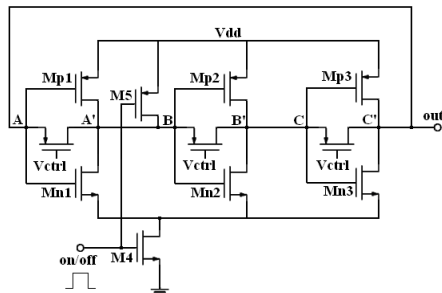 Vdd
Mp1
M5
Mp2
Mp3
A
A'
B
B'
C
C'
out
Vctrl
Vctrl
Vctrl
Mn1
Mn2
Mn3
on/off
M4